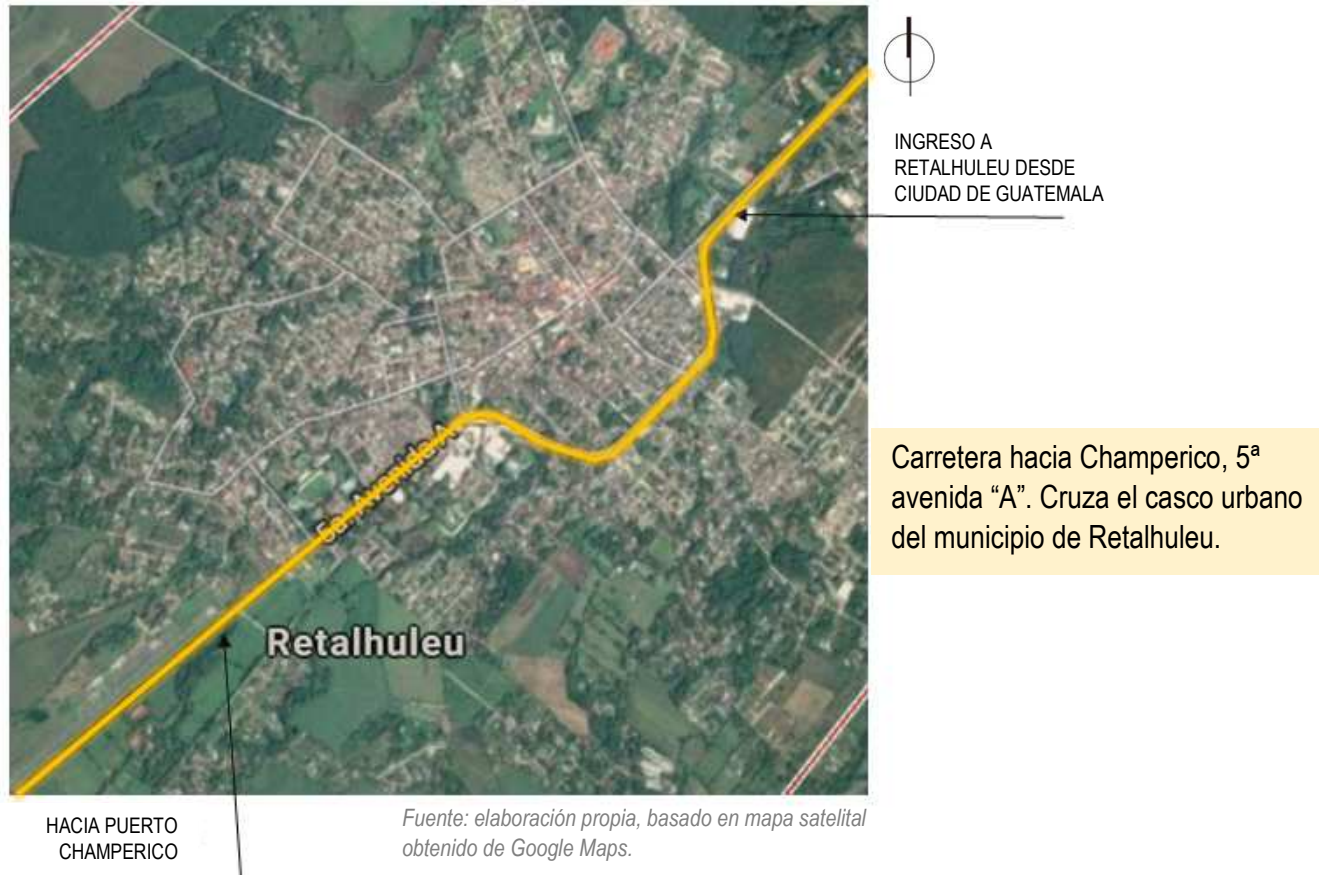 INGRESO A
RETALHULEU DESDE
CIUDAD DE GUATEMALA
Carretera hacia Champerico, 5ª
avenida “A”. Cruza el casco urbano
del municipio de Retalhuleu.
5a. Avenida A
Retalhuleu
HACIA PUERTO
CHAMPERICO
Fuente: elaboración propia, basado en mapa satelital
obtenido de Google Maps.